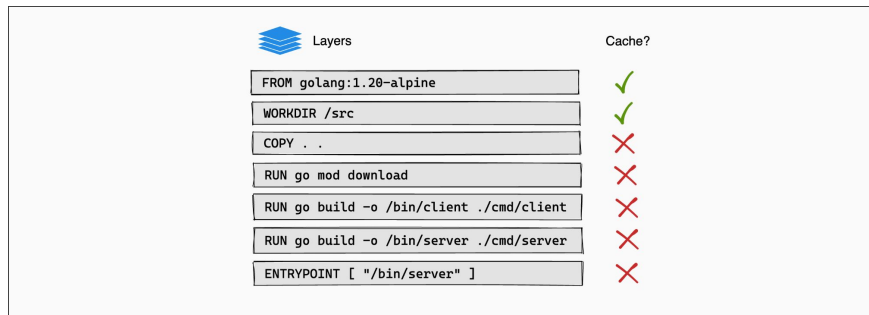 Layers Cache?
FROM golang:1.20-alpine
WORKDIR /src
COPY . .
RUN go mod download
RUN go build -o /bin/client ./cmd/client
RUN go build -o /bin/server ./cmd/server
ENTRYPOINT [ "/bin/server" ]